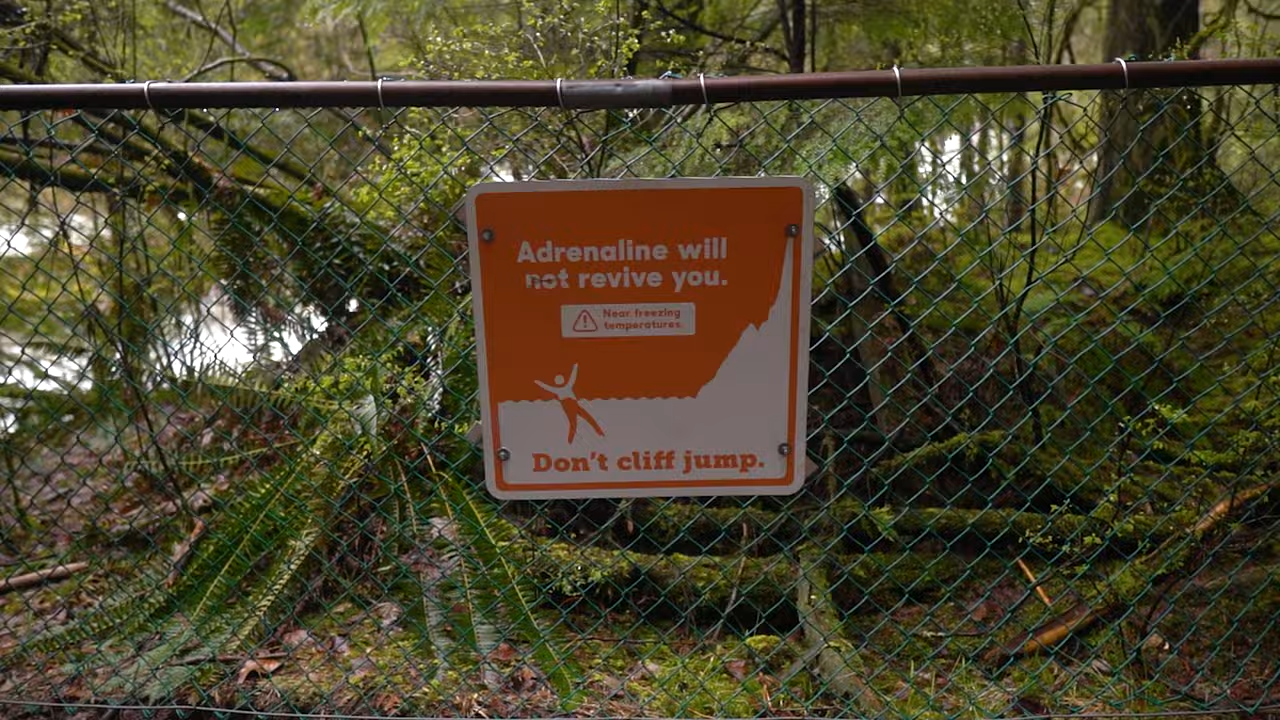 Adrenaline will
not revive you.
Near freezing
temperatures.
Don't cliff jump.